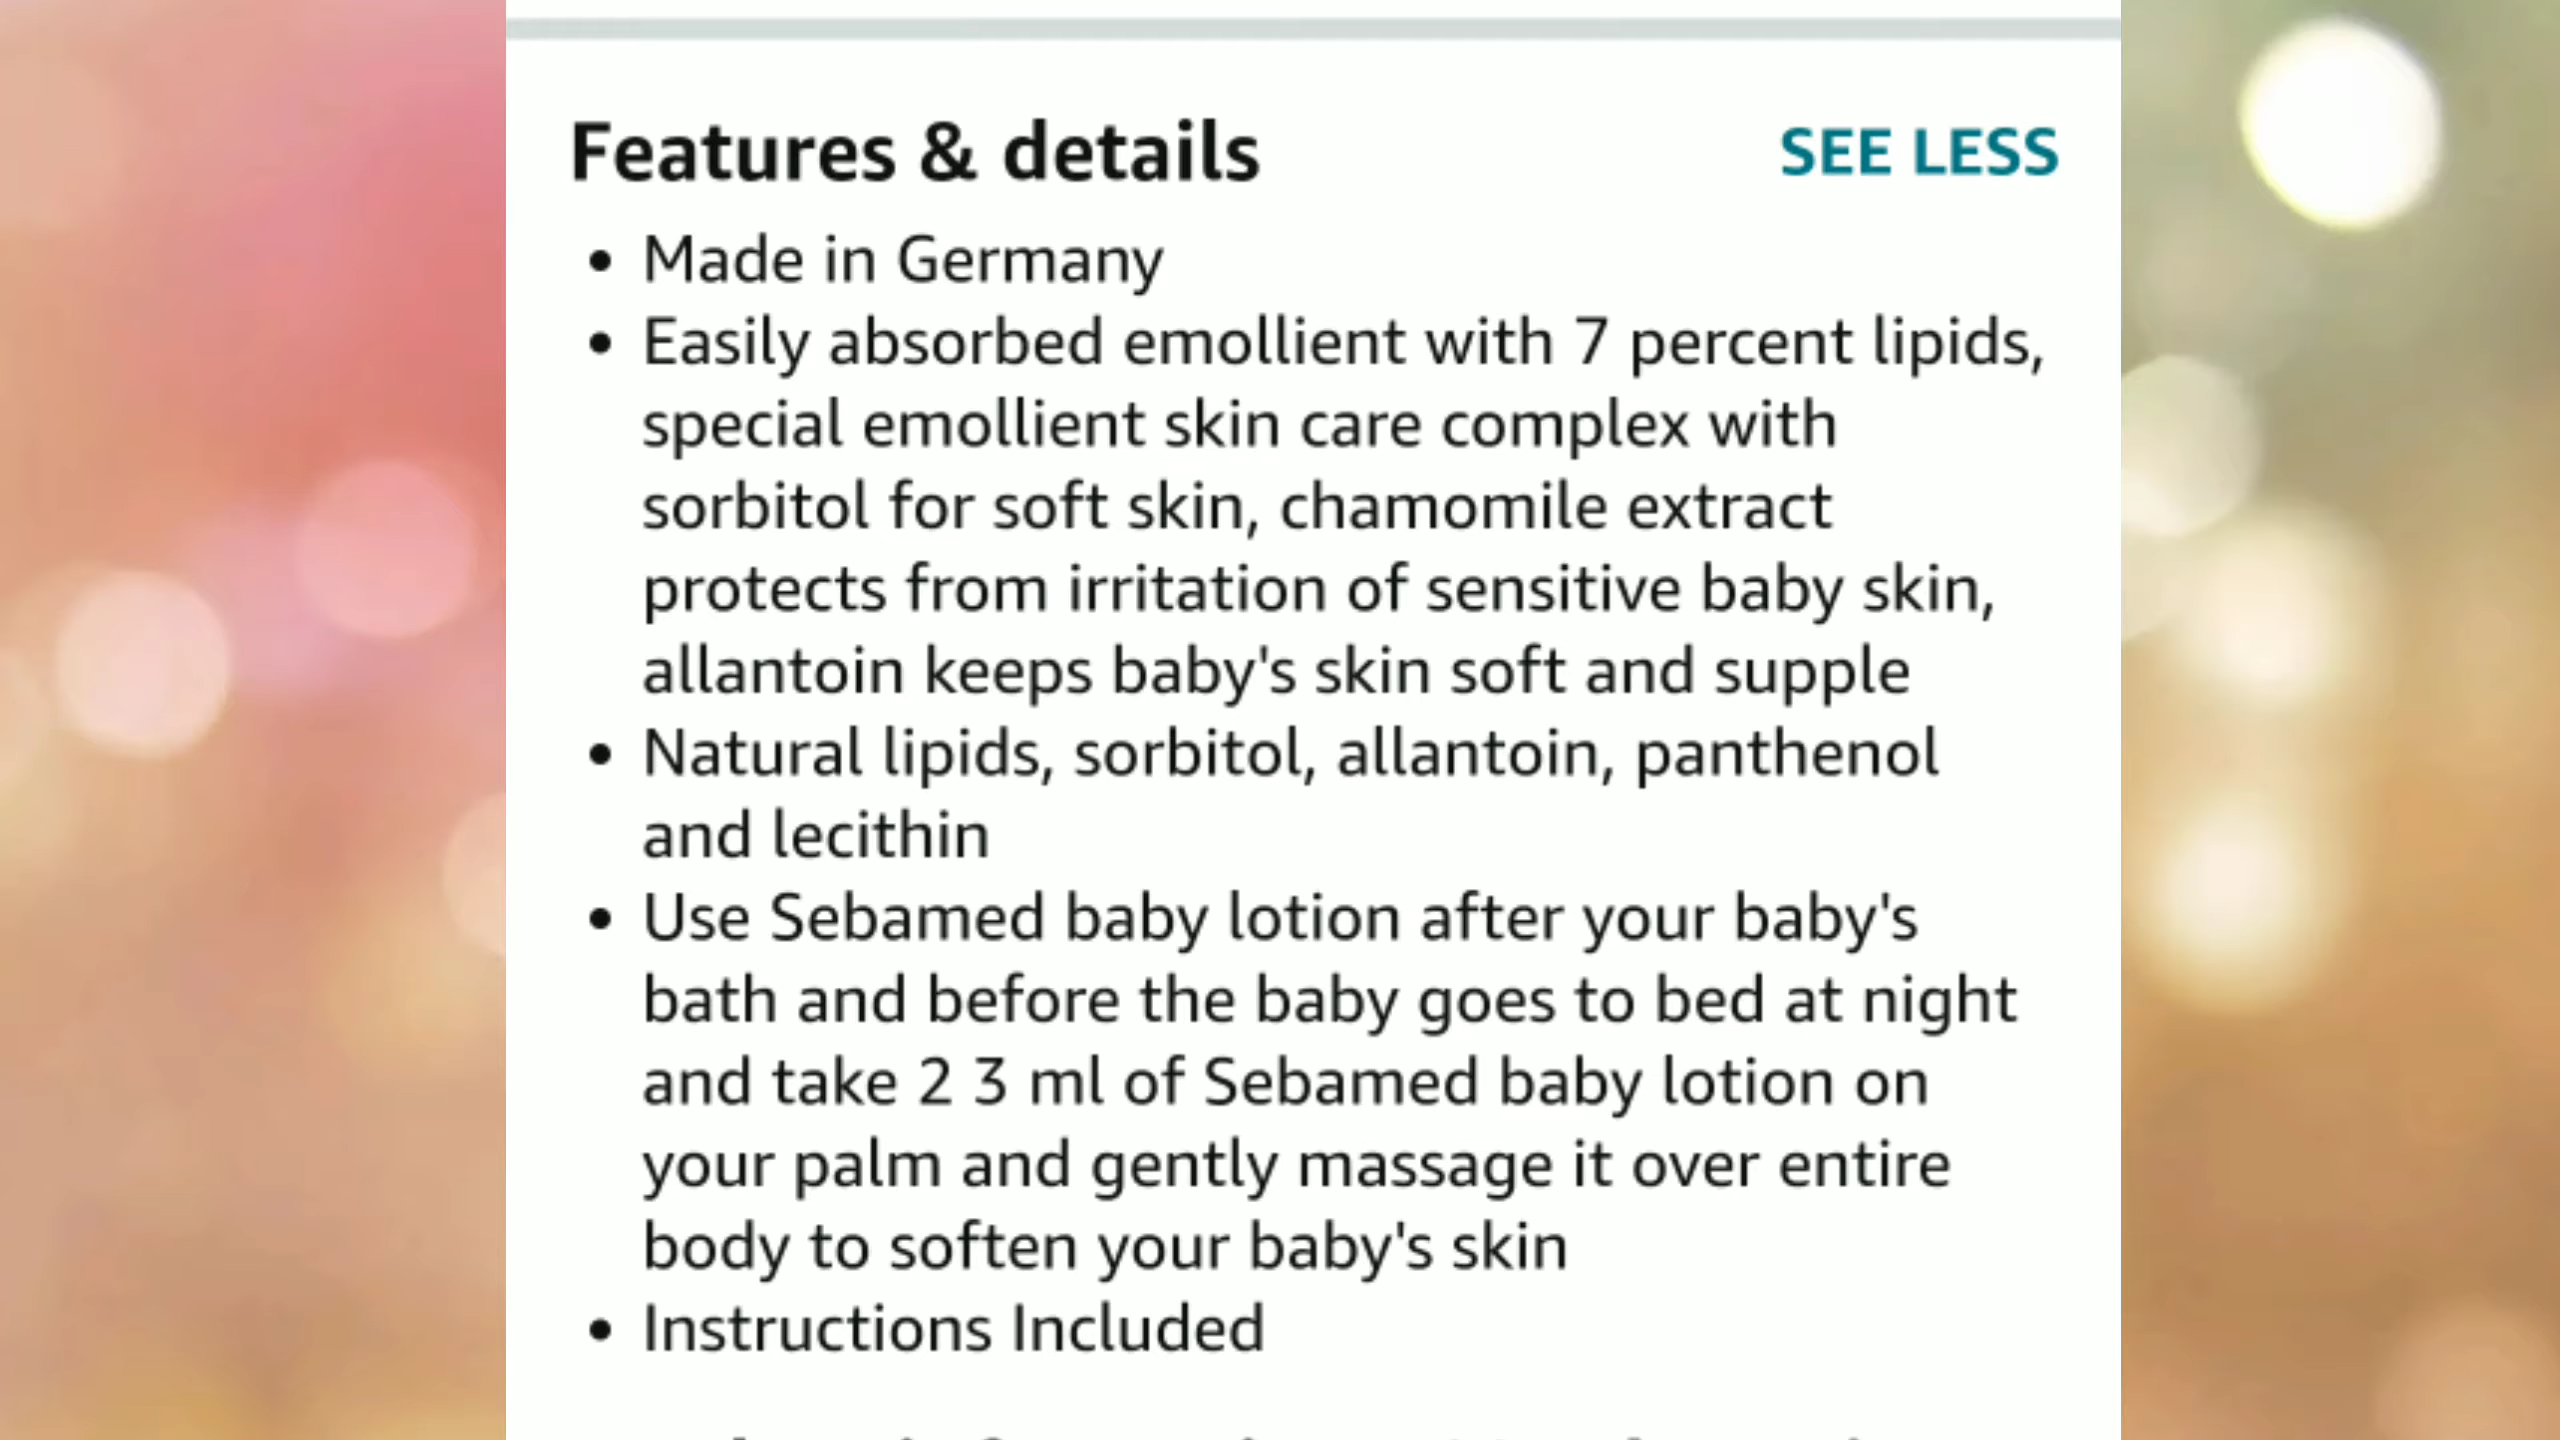 Features & details
SEE LESS
• Made in Germany
• Easily absorbed emollient with 7 percent lipids,
special emollient skin care complex with
sorbitol for soft skin, chamomile extract
protects from irritation of sensitive baby skin,
allantoin keeps baby's skin soft and supple
• Natural lipids, sorbitol, allantoin, panthenol
and lecithin
• Use Sebamed baby lotion after your baby's
bath and before the baby goes to bed at night
and take 2 3 ml of Sebamed baby lotion on
your palm and gently massage it over entire
body to soften your baby's skin
• Instructions Included